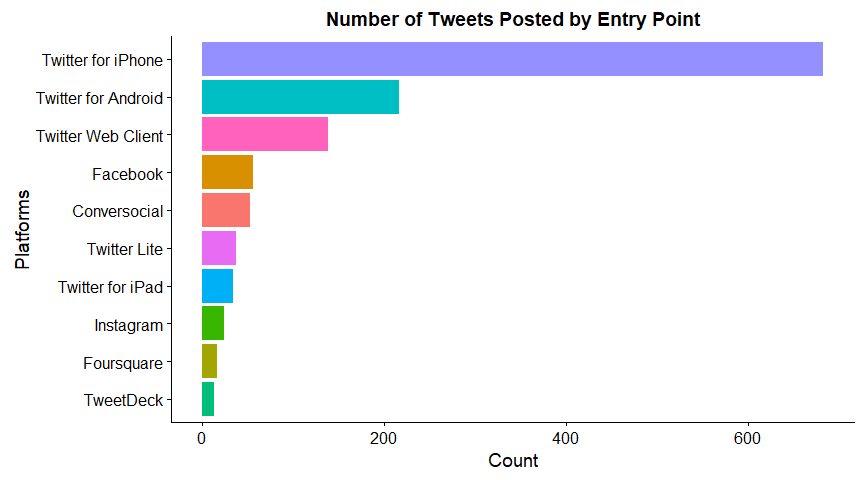 Number of Tweets Posted by Entry Point
Platforms
Twitter for iPhone
Twitter for Android
Twitter Web Client
Facebook
Conversocial
Twitter Lite
Twitter for iPad
Instagram
Foursquare
TweetDeck
0 200 400 600
Count